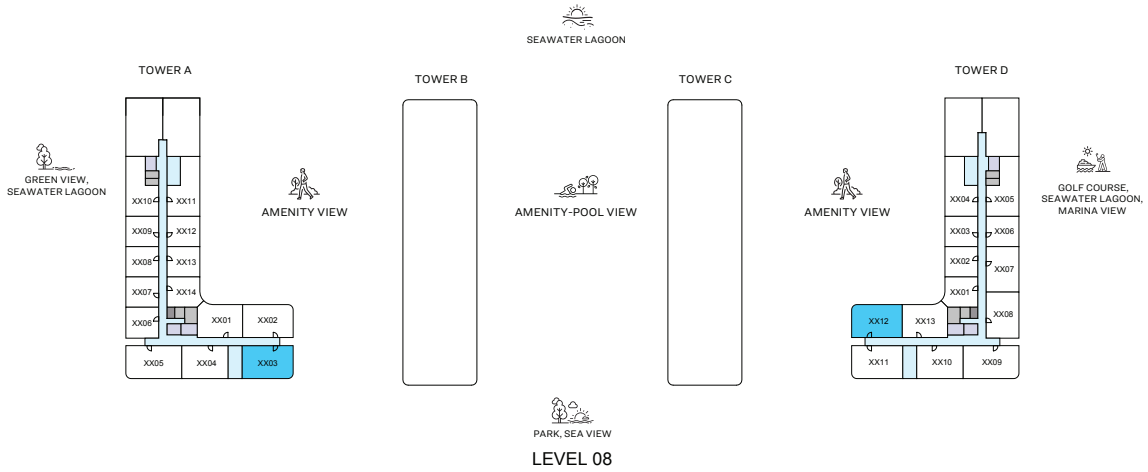 SEAWATER LAGOON
TOWER A
TOWER B
TOWER C
TOWER D
GREEN VIEW,
SEAWATER LAGOON
AMENITY VIEW
AMENITY-POOL VIEW
AMENITY VIEW
GOLF COURSE,
SEAWATER LAGOON,
MARINA VIEW
XX10 XX11
XX09 XX12
XX08 XX13
XX07 XX14
XX06
XX01 XX02
XX05 XX04 XX03
XX04 XX05
XX03 XX06
XX02
XX07
XX01
XX08
XX12 XX13
XX11 XX10 XX09
PARK, SEA VIEW
LEVEL 08